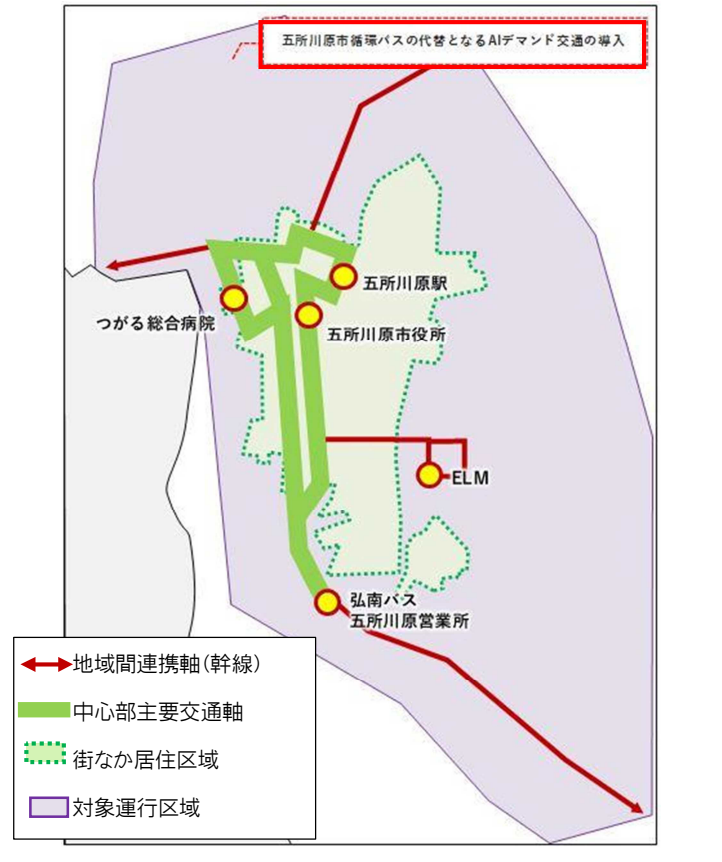 五所川原市循環バスの代替となるAIデマンド交通の導入
五所川原駅
つがる総合病院
五所川原市役所
ELM
弘南バス
五所川原営業所
地域間連携軸(幹線)
中心部主要交通軸
街なか居住区域
対象運行区域